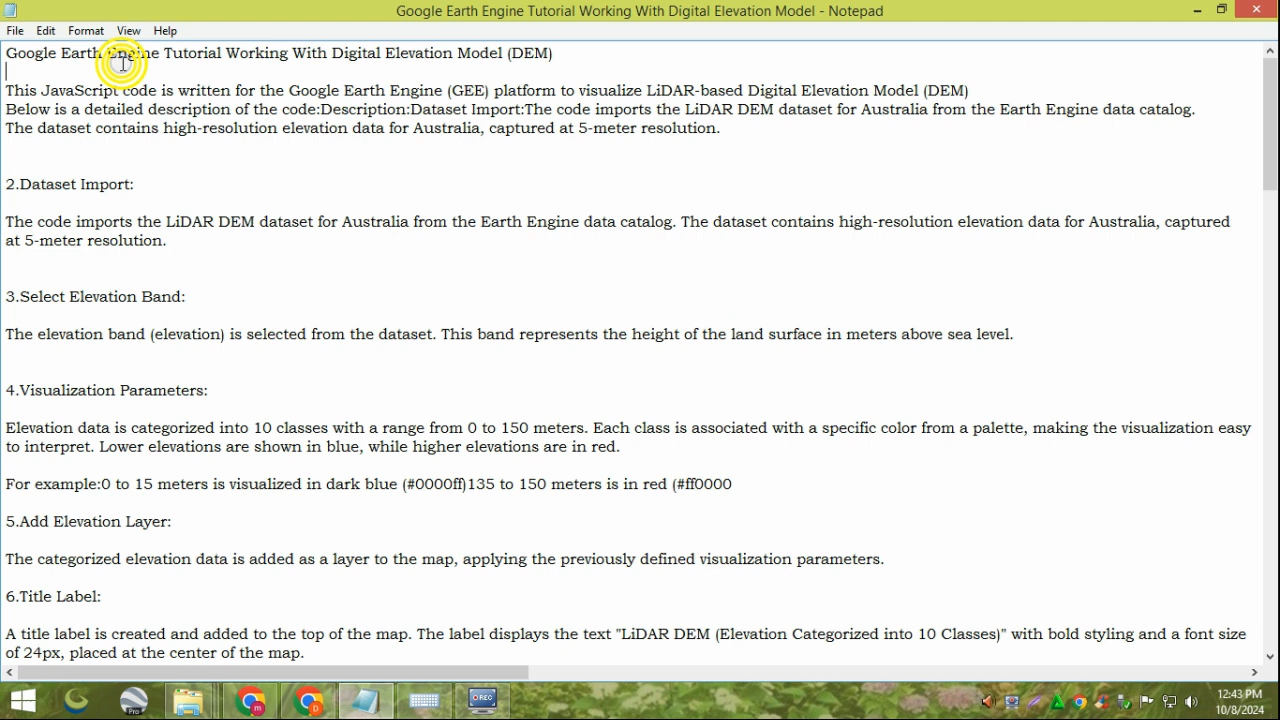 Google Earth Engine Tutorial Working With Digital Elevation Model - Notepad
File Edit Format View Help
Google Earth Engine Tutorial Working With Digital Elevation Model (DEM)
This JavaScript code is written for the Google Earth Engine (GEE) platform to visualize LiDAR-based Digital Elevation Model (DEM)
Below is a detailed description of the code:Description:Dataset Import:The code imports the LiDAR DEM dataset for Australia from the Earth Engine data catalog.
The dataset contains high-resolution elevation data for Australia, captured at 5-meter resolution.
2.Dataset Import:
The code imports the LiDAR DEM dataset for Australia from the Earth Engine data catalog. The dataset contains high-resolution elevation data for Australia, captured
at 5-meter resolution.
3.Select Elevation Band:
The elevation band (elevation) is selected from the dataset. This band represents the height of the land surface in meters above sea level.
4.Visualization Parameters:
Elevation data is categorized into 10 classes with a range from 0 to 150 meters. Each class is associated with a specific color from a palette, making the visualization easy
to interpret. Lower elevations are shown in blue, while higher elevations are in red.
For example:0 to 15 meters is visualized in dark blue (#0000ff)135 to 150 meters is in red (#ff0000
5.Add Elevation Layer:
The categorized elevation data is added as a layer to the map, applying the previously defined visualization parameters.
6.Title Label:
A title label is created and added to the top of the map. The label displays the text "LiDAR DEM (Elevation Categorized into 10 Classes)" with bold styling and a font size
of 24px, placed at the center of the map.
Pro
m
D
REC
12:43 PM
10/8/2024